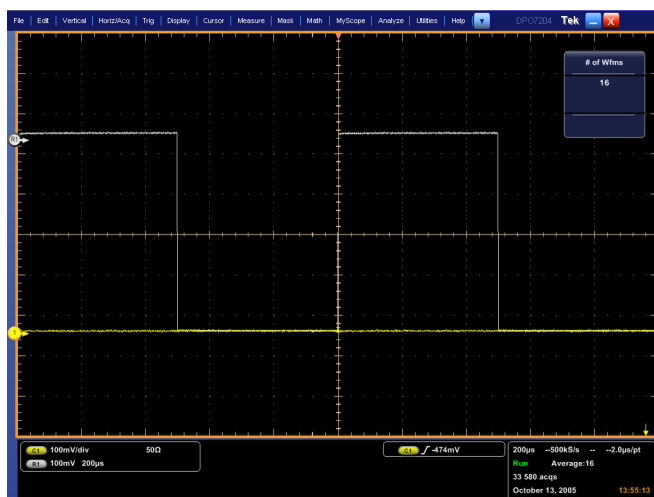 File | Edit | Vertical | Horiz/Acq | Trig | Display | Cursor | Measure | Mask | Math | MyScope | Analyze | Utilities | Help
DPO7204 Tek X
# of Wfms
16
R1
1
C1 100mV/div 50Ω
R1 100mV 200µs
C1 -474mV
200µs --500kS/s -- --2.0µs/pt
Run Average:16
33 580 acqs
October 13, 2005 13:55:13